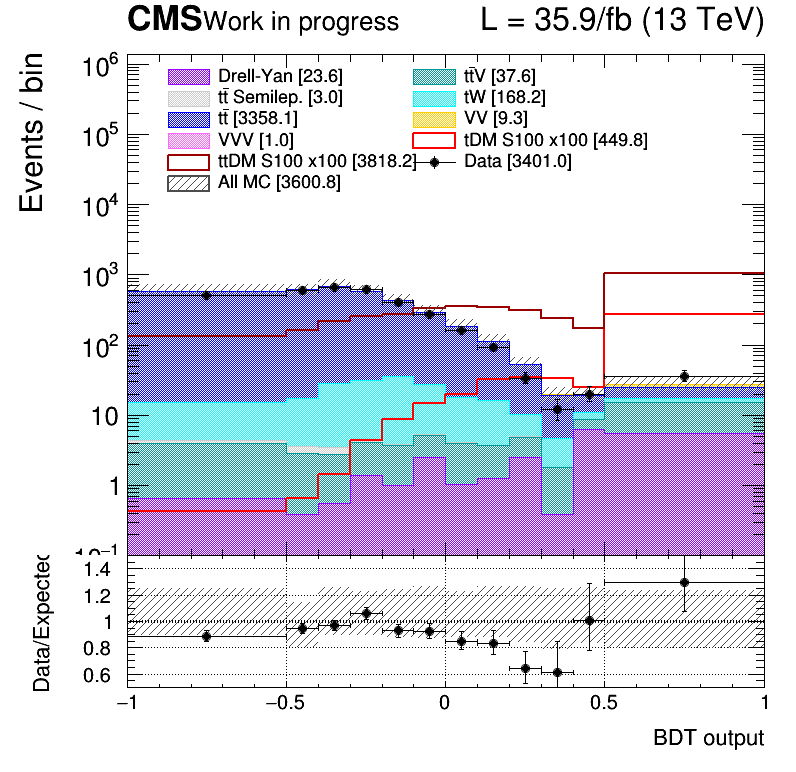 CMS Work in progress L = 35.9/fb (13 TeV)
Events / bin
10⁶
10⁵
10⁴
10³
10²
10
1
10⁻¹
Drell-Yan [23.6]
tt̄V [37.6]
tt̄ Semilep. [3.0]
tW [168.2]
tt̄ [3358.1]
VV [9.3]
VVV [1.0]
tDM S100 x100 [449.8]
ttDM S100 x100 [3818.2]
Data [3401.0]
All MC [3600.8]
Data/Expected
1.4
1.2
1
0.8
0.6
−1 −0.5 0 0.5 1
BDT output